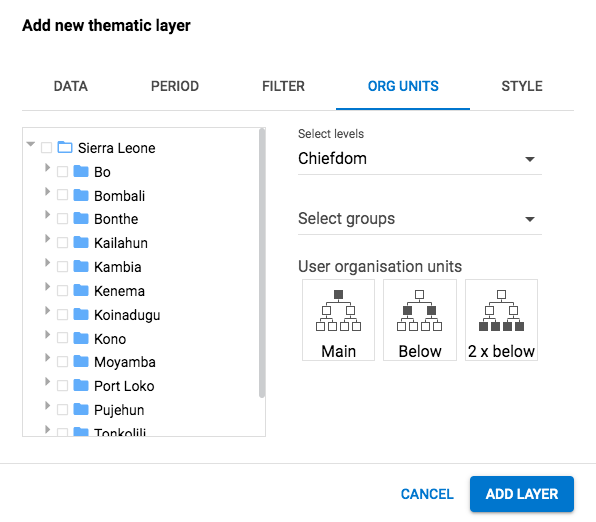 Add new thematic layer
DATA PERIOD FILTER ORG UNITS STYLE
Sierra Leone
Bo
Bombali
Bonthe
Kailahun
Kambia
Kenema
Koinadugu
Kono
Moyamba
Port Loko
Pujehun
Tonkolili
Select levels
Chiefdom
Select groups
User organisation units
Main Below 2 x below
CANCEL ADD LAYER